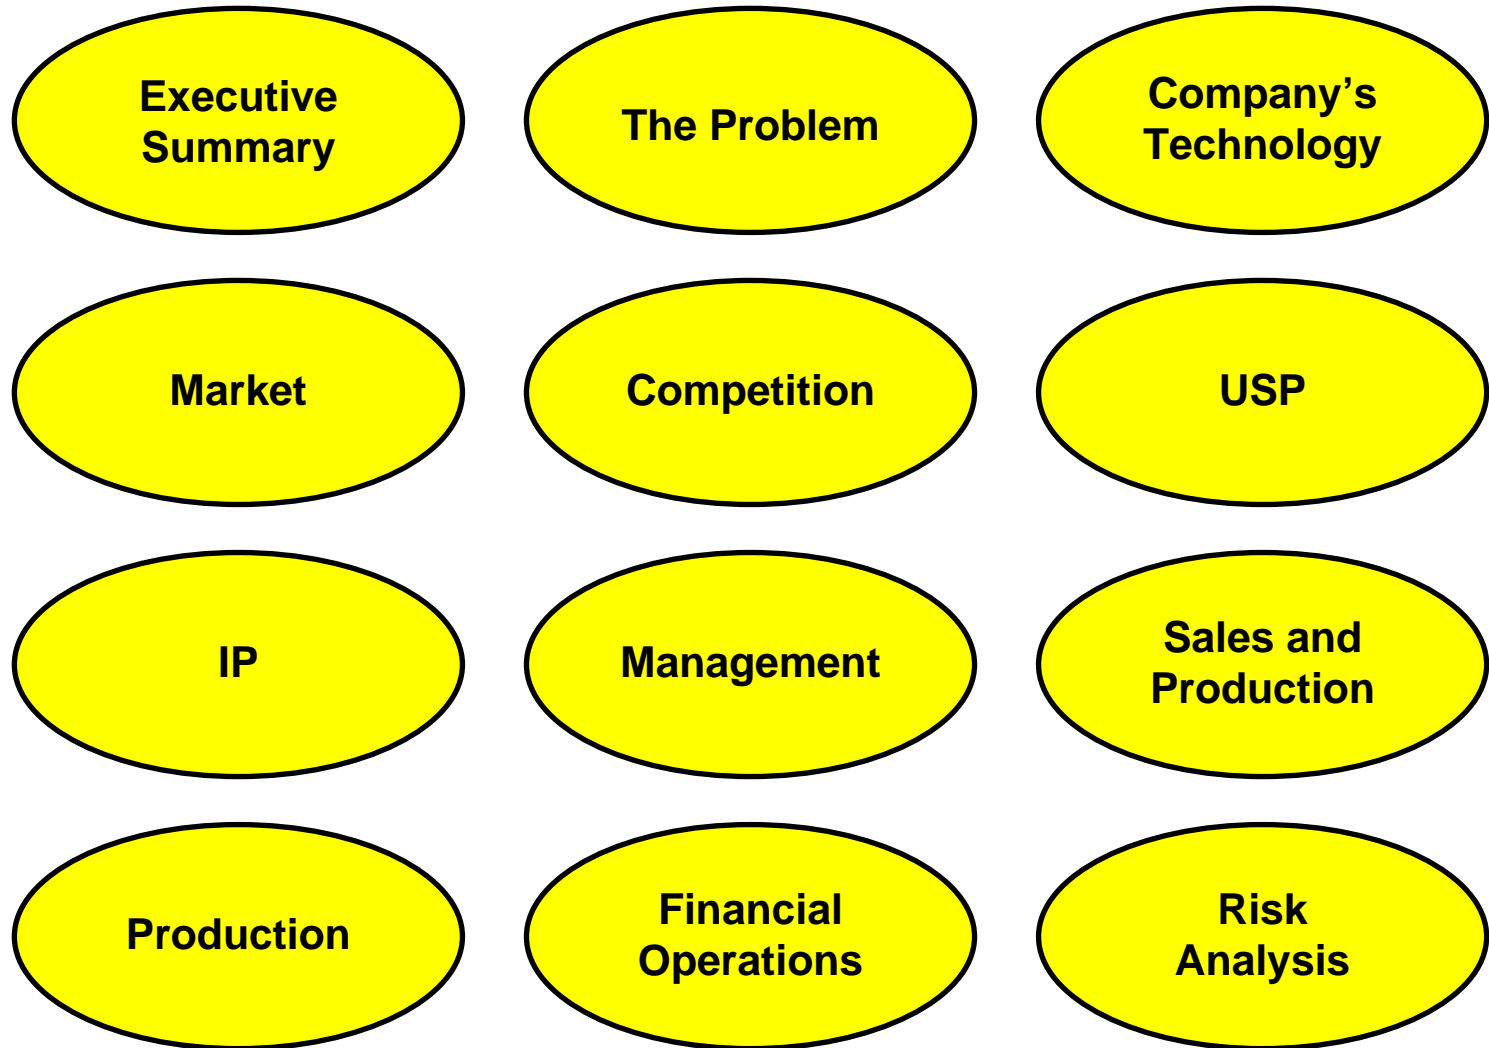 Executive
Summary
The Problem
Company’s
Technology
Market
Competition
USP
IP
Management
Sales and
Production
Production
Financial
Operations
Risk
Analysis